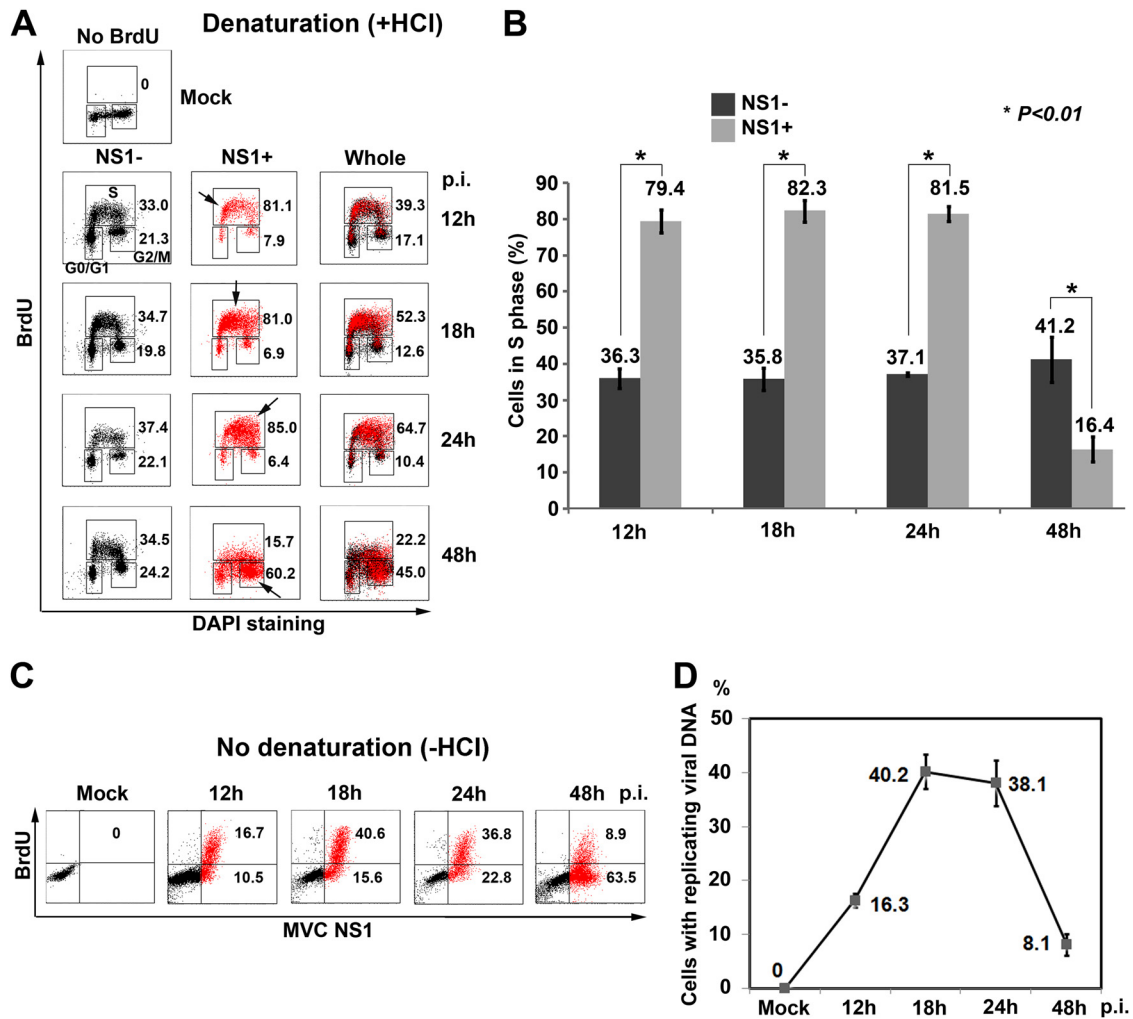 A
Denaturation (+HCl)
No BrdU
0
Mock
NS1-
NS1+
Whole
p.i.
S
33.0
21.3
G0/G1
G2/M
81.1
7.9
39.3
17.1
12h
34.7
19.8
81.0
6.9
52.3
12.6
18h
37.4
22.1
85.0
6.4
64.7
10.4
24h
34.5
24.2
15.7
60.2
22.2
45.0
48h
BrdU
DAPI staining
B
NS1-
NS1+
* P<0.01
Cells in S phase (%)
90
80
70
60
50
40
30
20
10
0
36.3
*
79.4
35.8
*
82.3
37.1
*
81.5
41.2
*
16.4
12h
18h
24h
48h
C
No denaturation (-HCl)
Mock
12h
18h
24h
48h
p.i.
BrdU
0
16.7
10.5
40.6
15.6
36.8
22.8
8.9
63.5
MVC NS1
D
%
Cells with replicating viral DNA
50
40
30
20
10
0
0
16.3
40.2
38.1
8.1
Mock
12h
18h
24h
48h
p.i.